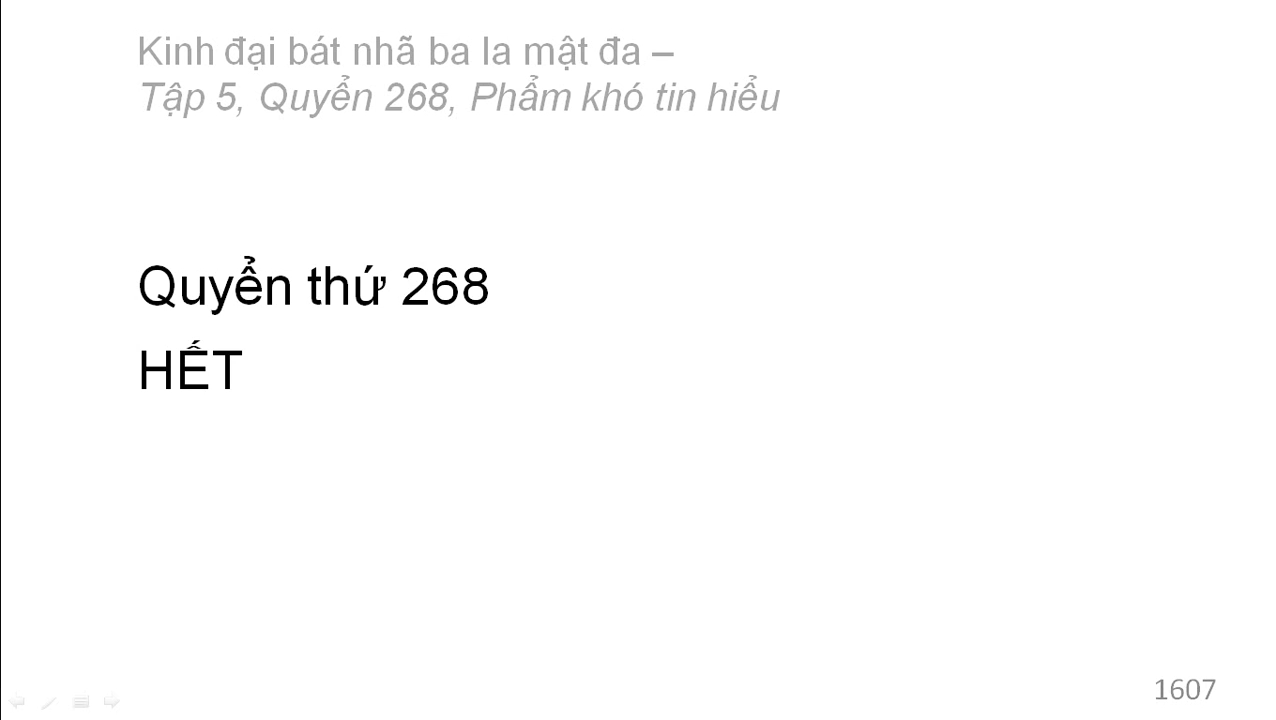 Kinh đại bát nhã ba la mật đa –
Tập 5, Quyển 268, Phẩm khó tin hiểu
Quyển thứ 268
HẾT
1607